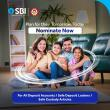 SBI
Plan for their Tomorrow, Today
Nominate Now
For All Deposit Accounts / Safe Deposit Lockers /
Safe Custody Articles